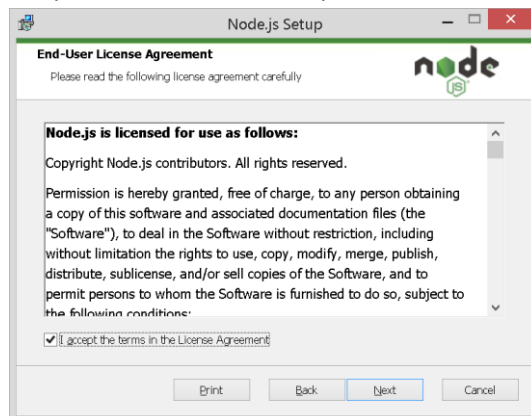 Node.js Setup
End-User License Agreement
Please read the following license agreement carefully
node
JS
Node.js is licensed for use as follows:
Copyright Node.js contributors. All rights reserved.
Permission is hereby granted, free of charge, to any person obtaining
a copy of this software and associated documentation files (the
"Software"), to deal in the Software without restriction, including
without limitation the rights to use, copy, modify, merge, publish,
distribute, sublicense, and/or sell copies of the Software, and to
permit persons to whom the Software is furnished to do so, subject to
the following conditions:
I accept the terms in the License Agreement
Print
Back
Next
Cancel